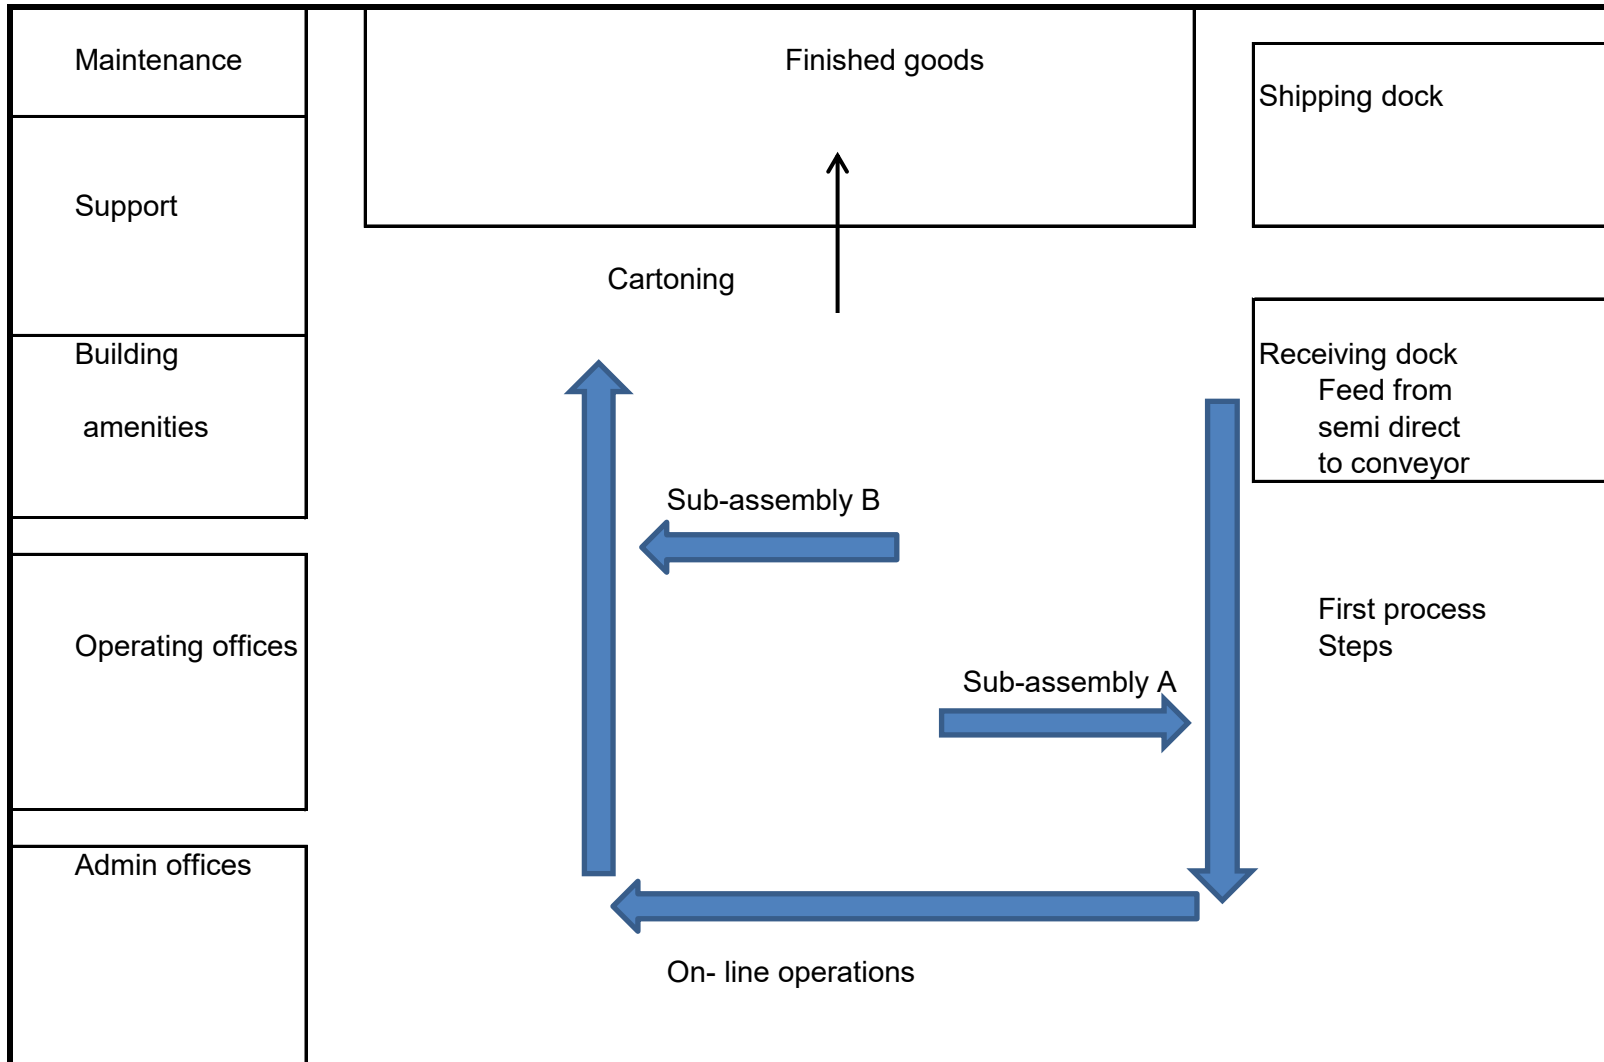 Maintenance
Finished goods
Shipping dock
Support
Cartoning
Building
amenities
Receiving dock
Feed from
semi direct
to conveyor
Sub-assembly B
First process
Steps
Operating offices
Sub-assembly A
Admin offices
On- line operations